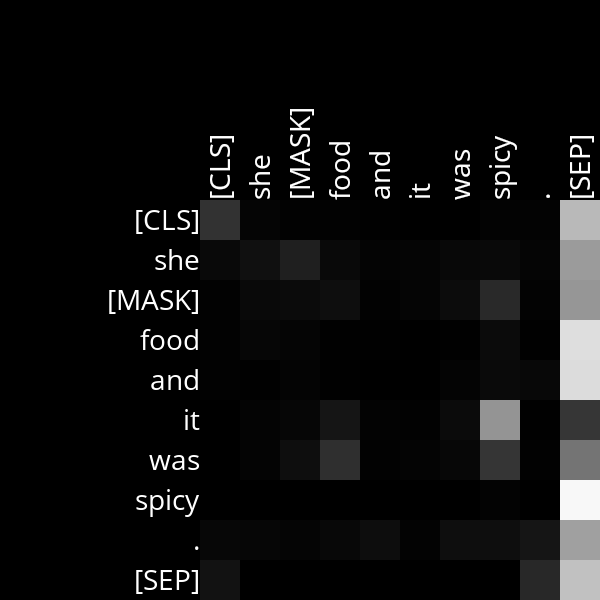 [CLS] she [MASK] food and it was spicy . [SEP]
[CLS]
she
[MASK]
food
and
it
was
spicy
.
[SEP]